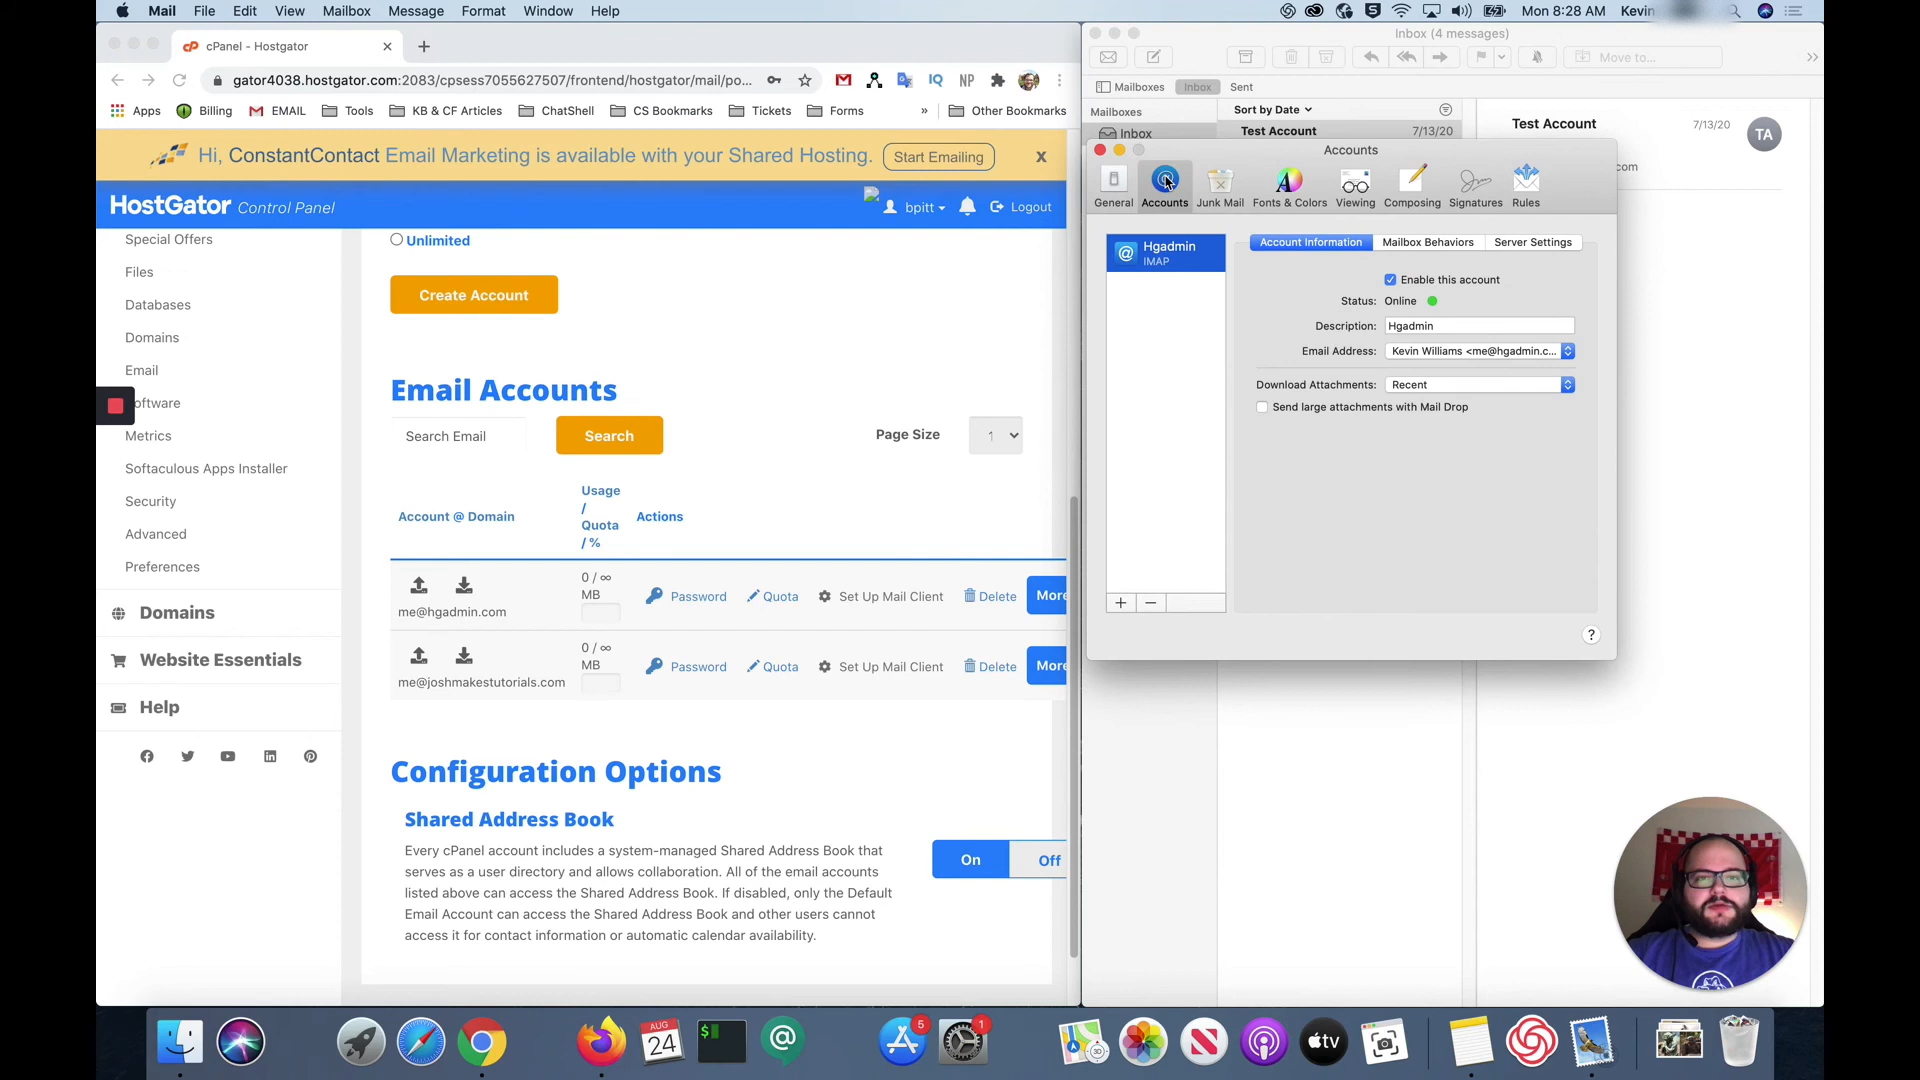 Mail File Edit View Mailbox Message Format Window Help
Mon 8:28 AM Kevin
cPanel - Hostgator
gator4038.hostgator.com:2083/cpsess7055627507/frontend/hostgator/mail/po...
IQ NP
Apps Billing EMAIL Tools KB & CF Articles ChatShell CS Bookmarks Tickets Forms » Other Bookmarks
Hi, ConstantContact Email Marketing is available with your Shared Hosting. Start Emailing X
HostGator Control Panel
bpitt Logout
Special Offers
Files
Databases
Domains
Email
oftware
Metrics
Softaculous Apps Installer
Security
Advanced
Preferences
Domains
Website Essentials
Help
Unlimited
Create Account
Email Accounts
Search Email Search Page Size 1
Account @ Domain
Usage
/
Quota
/ %
Actions
0 / ∞
MB
me@hgadmin.com
Password Quota Set Up Mail Client Delete More
0 / ∞
MB
me@joshmakestutorials.com
Password Quota Set Up Mail Client Delete More
Configuration Options
Shared Address Book
Every cPanel account includes a system-managed Shared Address Book that
serves as a user directory and allows collaboration. All of the email accounts
listed above can access the Shared Address Book. If disabled, only the Default
Email Account can access the Shared Address Book and other users cannot
access it for contact information or automatic calendar availability.
On Off
Inbox (4 messages)
Move to...
Mailboxes Inbox Sent
Mailboxes
Inbox
Sort by Date
Test Account 7/13/20
Test Account 7/13/20 TA
com
Accounts
General Accounts Junk Mail Fonts & Colors Viewing Composing Signatures Rules
Hgadmin
IMAP
Account Information Mailbox Behaviors Server Settings
Enable this account
Status: Online
Description: Hgadmin
Email Address: Kevin Williams <me@hgadmin.c...
Download Attachments: Recent
Send large attachments with Mail Drop
+ −
?
AUG
24
$
@
5
1
3D
tv